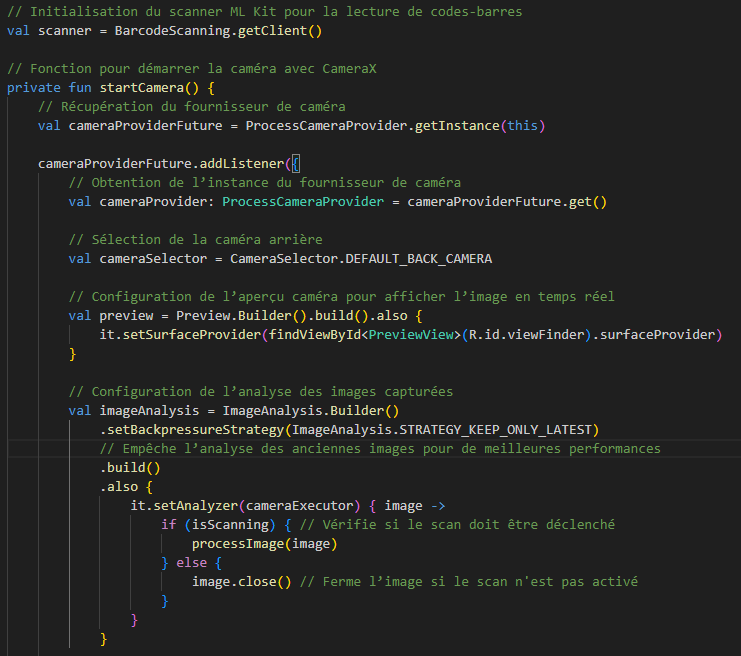 // Initialisation du scanner ML Kit pour la lecture de codes-barres
val scanner = BarcodeScanning.getClient()
// Fonction pour démarrer la caméra avec CameraX
private fun startCamera() {
// Récupération du fournisseur de caméra
val cameraProviderFuture = ProcessCameraProvider.getInstance(this)
cameraProviderFuture.addListener({
// Obtention de l’instance du fournisseur de caméra
val cameraProvider: ProcessCameraProvider = cameraProviderFuture.get()
// Sélection de la caméra arrière
val cameraSelector = CameraSelector.DEFAULT_BACK_CAMERA
// Configuration de l’aperçu caméra pour afficher l’image en temps réel
val preview = Preview.Builder().build().also {
it.setSurfaceProvider(findViewById<PreviewView>(R.id.viewFinder).surfaceProvider)
}
// Configuration de l’analyse des images capturées
val imageAnalysis = ImageAnalysis.Builder()
.setBackpressureStrategy(ImageAnalysis.STRATEGY_KEEP_ONLY_LATEST)
// Empêche l’analyse des anciennes images pour de meilleures performances
.build()
.also {
it.setAnalyzer(cameraExecutor) { image ->
if (isScanning) { // Vérifie si le scan doit être déclenché
processImage(image)
} else {
image.close() // Ferme l’image si le scan n'est pas activé
}
}
}